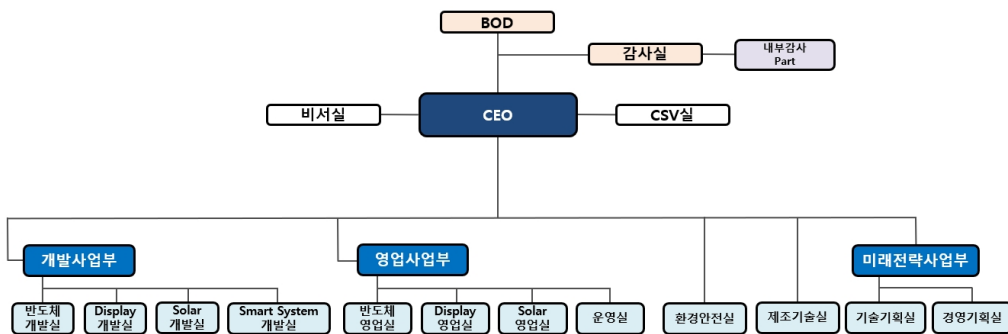 BOD
감사실
내부감사
Part
비서실
CEO
CSV실
개발사업부
영업사업부
미래전략사업부
반도체
개발실
Display
개발실
Solar
개발실
Smart System
개발실
반도체
영업실
Display
영업실
Solar
영업실
운영실
환경안전실
제조기술실
기술기획실
경영기획실